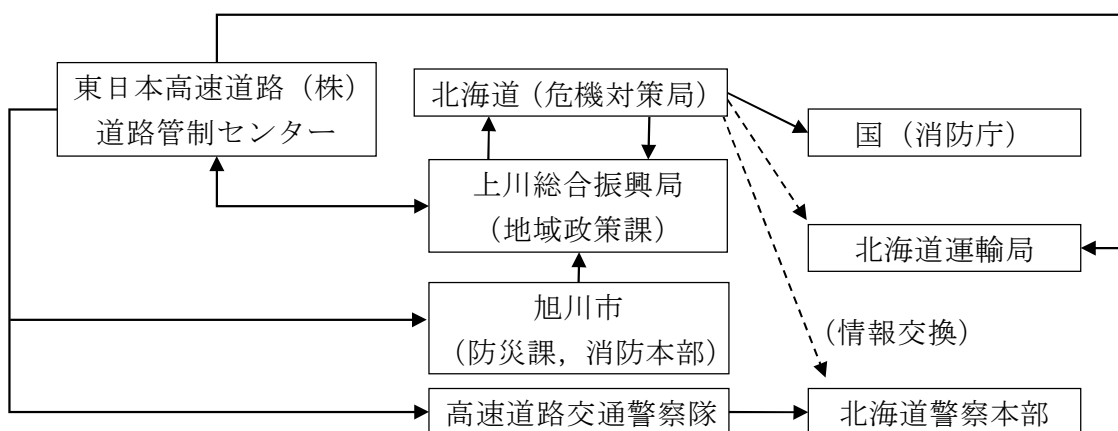 東日本高速道路（株）
道路管制センター
北海道（危機対策局）
国（消防庁）
上川総合振興局
（地域政策課）
北海道運輸局
旭川市
（防災課，消防本部）
（情報交換）
高速道路交通警察隊
北海道警察本部